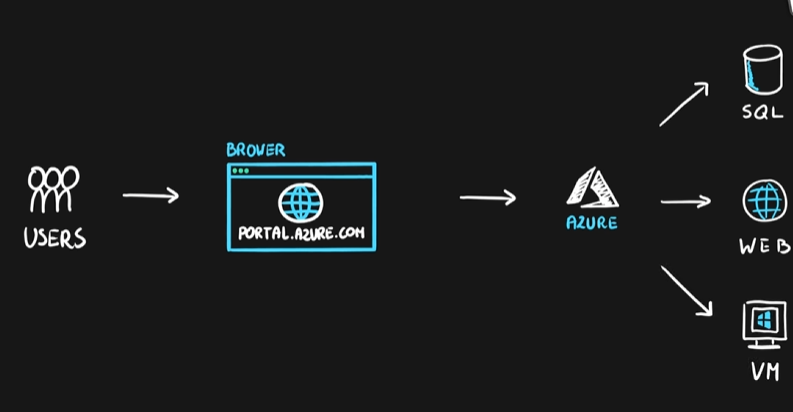 USERS
BROWER
PORTAL.AZURE.COM
AZURE
SQL
WEB
VM